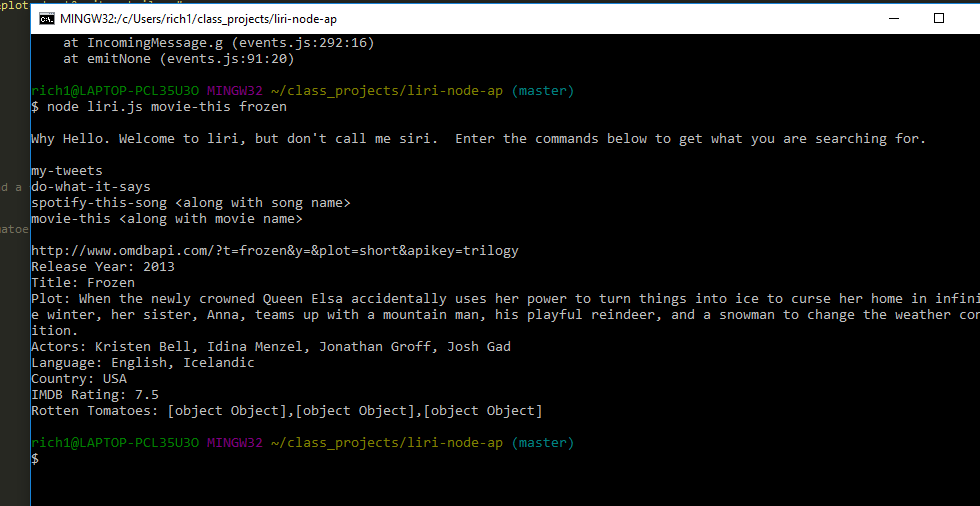 plot
MINGW32:/c/Users/rich1/class_projects/liri-node-ap
at IncomingMessage.g (events.js:292:16)
at emitNone (events.js:91:20)
rich1@LAPTOP-PCL35U3O MINGW32 ~/class_projects/liri-node-ap (master)
$ node liri.js movie-this frozen
Why Hello. Welcome to liri, but don't call me siri.  Enter the commands below to get what you are searching for.
my-tweets
nd a
do-what-it-says
spotify-this-song <along with song name>
movie-this <along with movie name>
matoe
http://www.omdbapi.com/?t=frozen&y=&plot=short&apikey=trilogy
Release Year: 2013
Title: Frozen
Plot: When the newly crowned Queen Elsa accidentally uses her power to turn things into ice to curse her home in infini
e winter, her sister, Anna, teams up with a mountain man, his playful reindeer, and a snowman to change the weather con
ition.
Actors: Kristen Bell, Idina Menzel, Jonathan Groff, Josh Gad
Language: English, Icelandic
Country: USA
IMDB Rating: 7.5
Rotten Tomatoes: [object Object],[object Object],[object Object]
rich1@LAPTOP-PCL35U3O MINGW32 ~/class_projects/liri-node-ap (master)
$